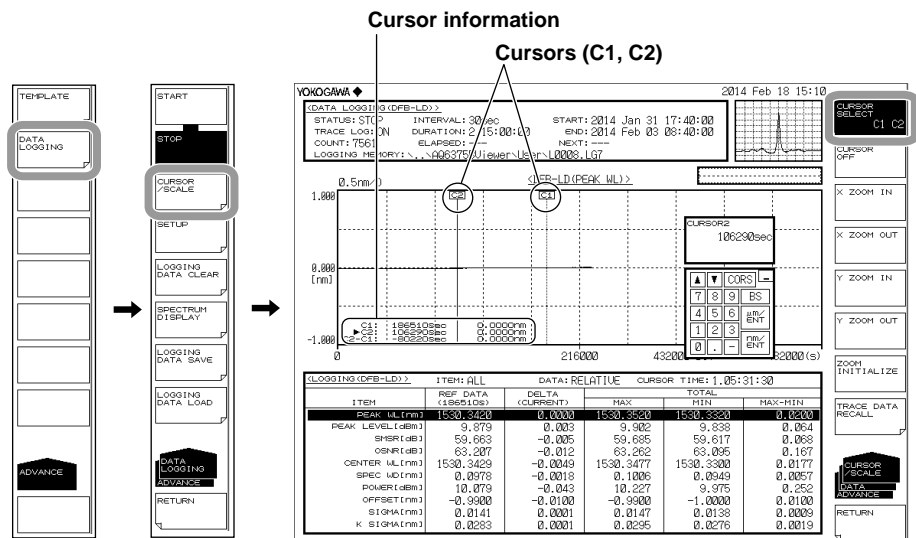 Cursor information
Cursors (C1, C2)
TEMPLATE
DATA
LOGGING
ADVANCE
START
STOP
CURSOR
/SCALE
SETUP
LOGGING
DATA CLEAR
SPECTRUM
DISPLAY
LOGGING
DATA SAVE
LOGGING
DATA LOAD
DATA
LOGGING
ADVANCE
RETURN
YOKOGAWA 2014 Feb 18 15:10
<DATA LOGGING(DFB-LD)>
STATUS: STOP INTERVAL: 30sec START: 2014 Jan 31 17:40:00
TRACE LOG: ON DURATION: 2.15:00:00 END: 2014 Feb 03 08:40:00
COUNT: 7561 ELAPSED: --- NEXT: ---
LOGGING MEMORY: \..\AQ6375BViewer\User\L0008.LG7
0.5nm/D <DFB-LD(PEAK WL)>
1.000 C2 C1
0.000
[nm]
-1.000
C1: 186510sec 0.0000nm
▶C2: 106290sec 0.0000nm
C2-C1: -80220sec 0.0000nm
0 216000 43200 2000(s)
CURSOR2
106290sec
▲ ▼ CORS –
7 8 9 BS
4 5 6 μm/ENT
1 2 3 nm/ENT
0 . –
<LOGGING(DFB-LD)> ITEM: ALL DATA: RELATIVE CURSOR TIME: 1.05:31:30
ITEM REF DATA (186510s) DELTA (CURRENT) TOTAL MAX MIN MAX-MIN
PEAK WL[nm] 1530.3420 0.0000 1530.3520 1530.3320 0.0200
PEAK LEVEL[dBm] 9.879 0.003 9.902 9.838 0.064
SMSR[dB] 59.663 -0.005 59.685 59.617 0.068
OSNR[dB] 63.207 -0.012 63.262 63.095 0.167
CENTER WL[nm] 1530.3429 -0.0049 1530.3477 1530.3300 0.0177
SPEC WD[nm] 0.0978 -0.0018 0.1006 0.0949 0.0057
POWER[dBm] 10.079 -0.043 10.227 9.975 0.252
OFFSET[nm] -0.9900 -0.0100 -0.9900 -1.0000 0.0100
SIGMA[nm] 0.0141 0.0001 0.0147 0.0138 0.0009
K SIGMA[nm] 0.0283 0.0001 0.0295 0.0276 0.0019
CURSOR
SELECT
C1 C2
CURSOR
OFF
X ZOOM IN
X ZOOM OUT
Y ZOOM IN
Y ZOOM OUT
ZOOM
INITIALIZE
TRACE DATA
RECALL
CURSOR
/SCALE
DATA
ADVANCE
RETURN